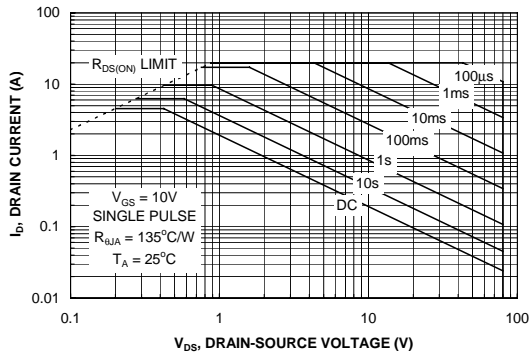 100
10
1
0.1
0.01
0.1
1
10
100
I_D, DRAIN CURRENT (A)
V_DS, DRAIN-SOURCE VOLTAGE (V)
R_DS(ON) LIMIT
100µs
1ms
10ms
100ms
1s
10s
DC
V_GS = 10V
SINGLE PULSE
R_θJA = 135°C/W
T_A = 25°C